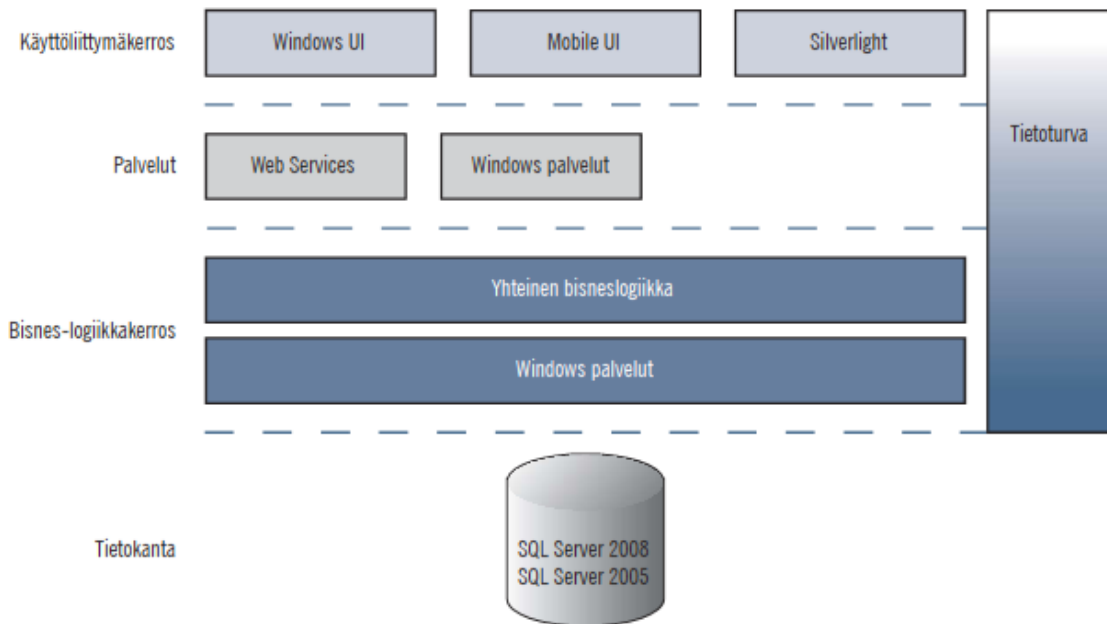 Käyttöliittymäkerros
Windows UI
Mobile UI
Silverlight
Tietoturva
Palvelut
Web Services
Windows palvelut
Bisnes-logiikkakerros
Yhteinen bisneslogiikka
Windows palvelut
Tietokanta
SQL Server 2008
SQL Server 2005